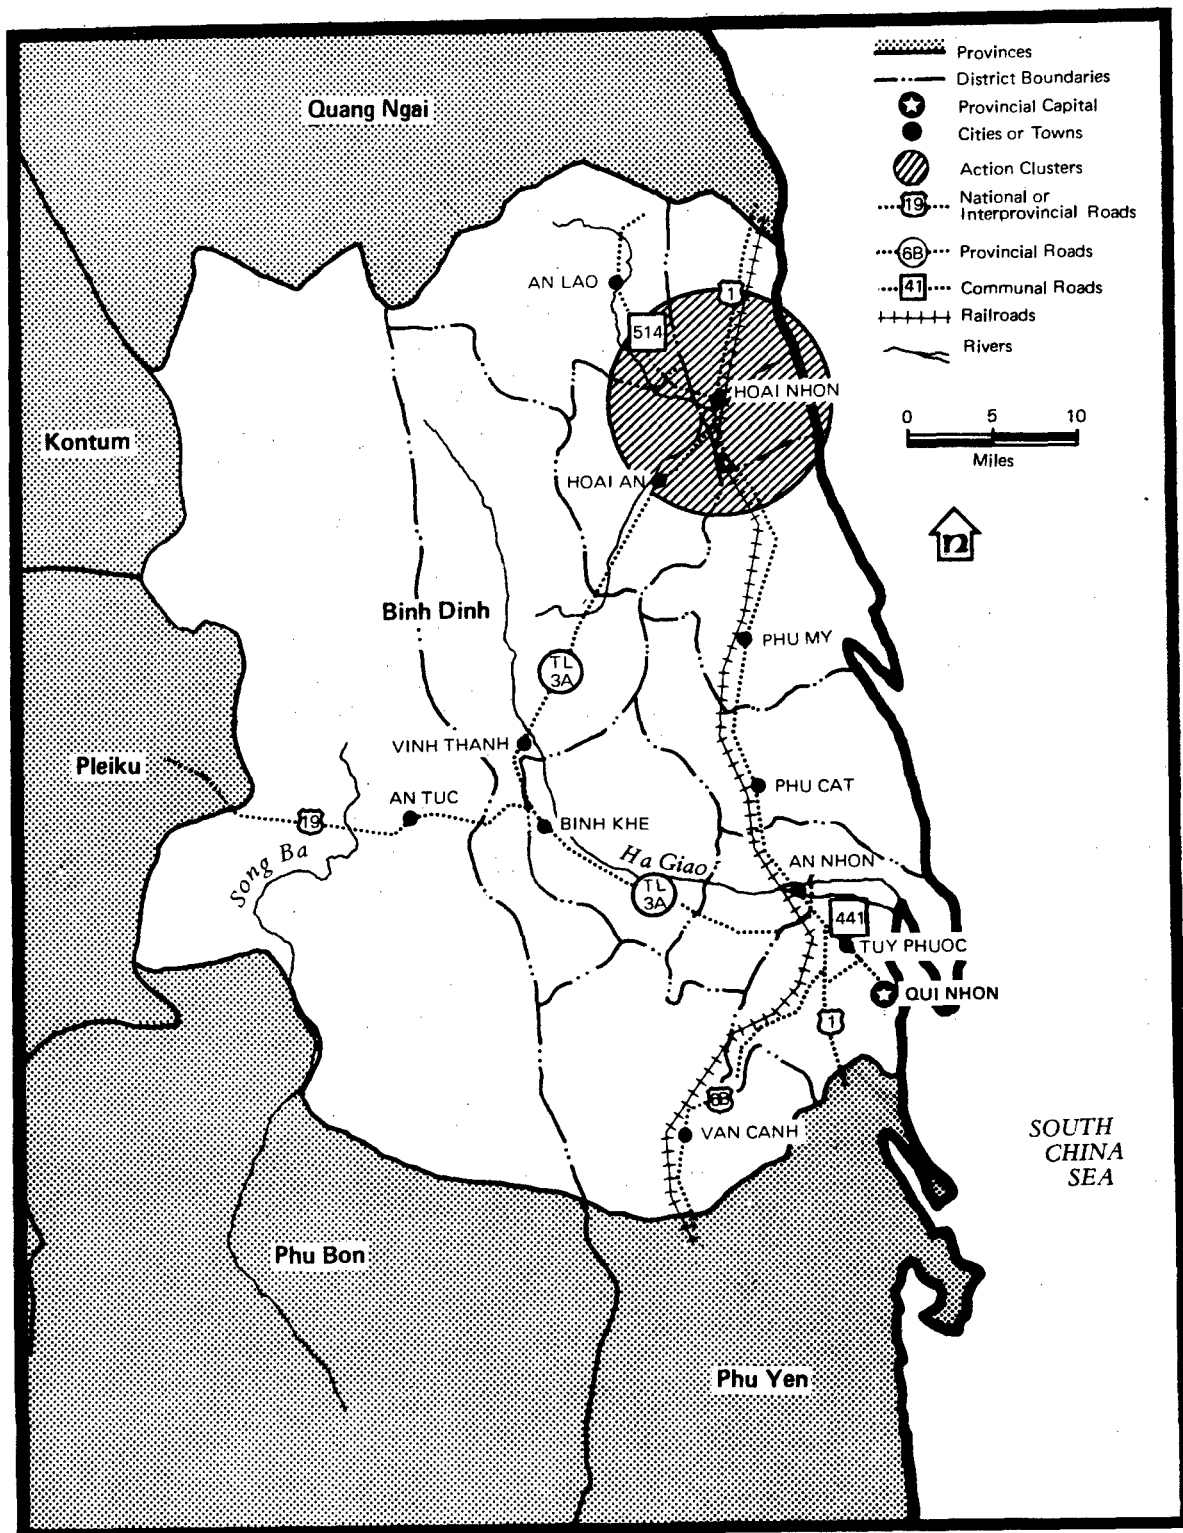 Provinces
District Boundaries
Provincial Capital
Cities or Towns
Action Clusters
19
National or
Interprovincial Roads
6B
Provincial Roads
41
Communal Roads
Railroads
Rivers
0 5 10
Miles
n
Quang Ngai
AN LAO
1
514
HOAI NHON
Kontum
HOAI AN
Binh Dinh
PHU MY
TL
3A
VINH THANH
Pleiku
PHU CAT
AN TUC
19
BINH KHE
Song Ba
Ha Giao
AN NHON
TL
3A
441
TUY PHUOC
QUI NHON
1
6B
VAN CANH
SOUTH
CHINA
SEA
Phu Bon
Phu Yen